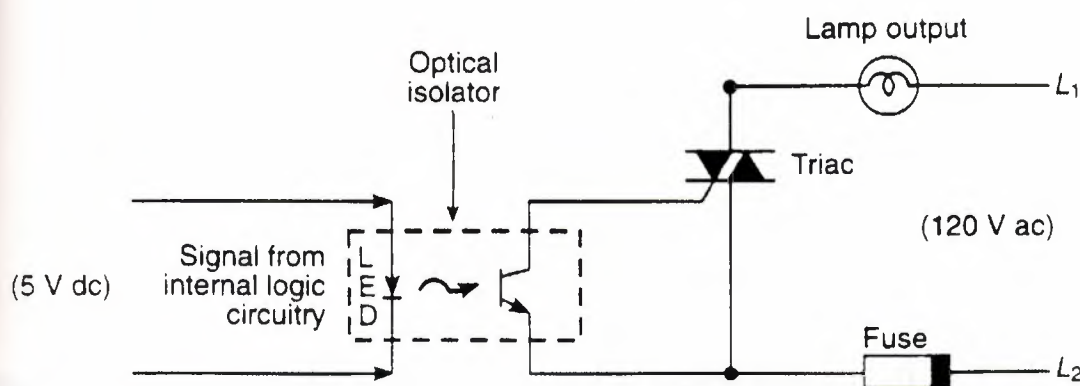 Lamp output
L1
Optical
isolator
Triac
(120 V ac)
Signal from
internal logic
circuitry
(5 V dc)
L
E
D
Fuse
L2